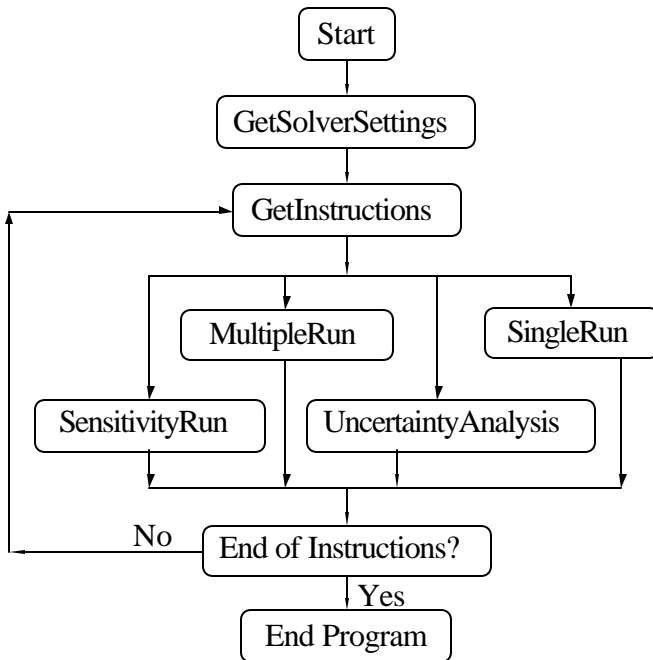 Start
GetSolverSettings
GetInstructions
MultipleRun
SingleRun
SensitivityRun
UncertaintyAnalysis
No
End of Instructions?
Yes
End Program